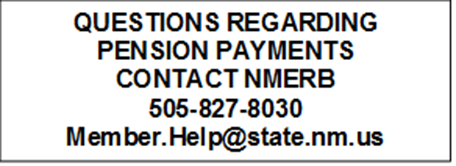 QUESTIONS REGARDING
PENSION PAYMENTS
CONTACT NMERB
505-827-8030
Member.Help@state.nm.us